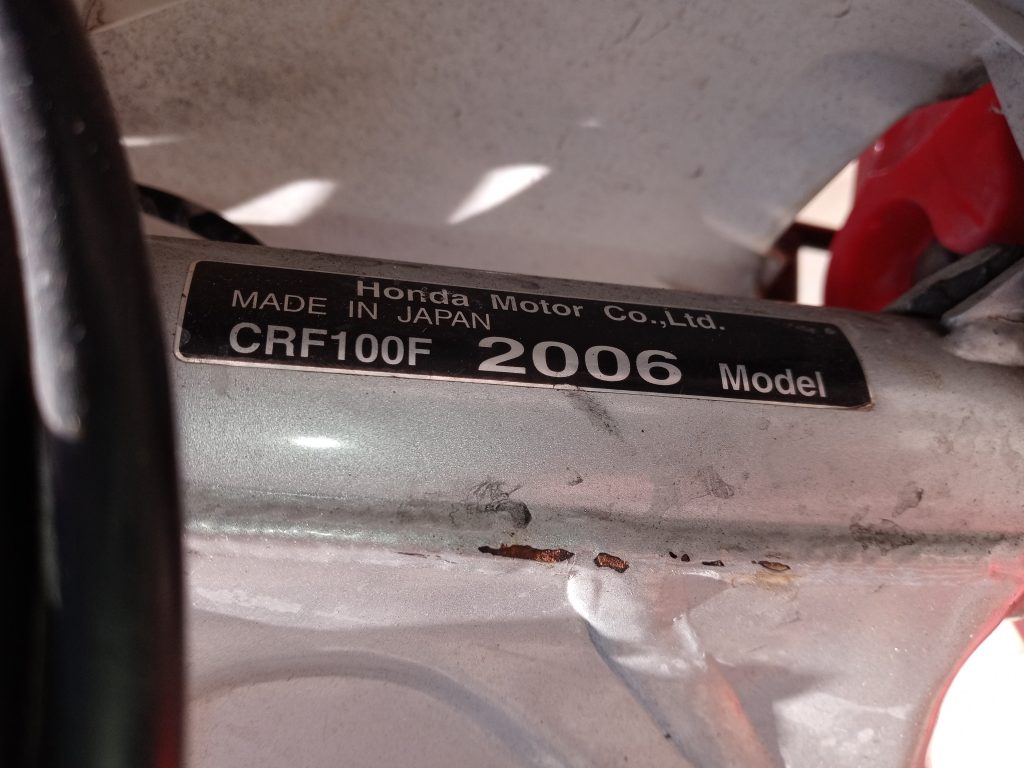 Honda Motor Co.,Ltd.
MADE IN JAPAN
CRF100F 2006 Model